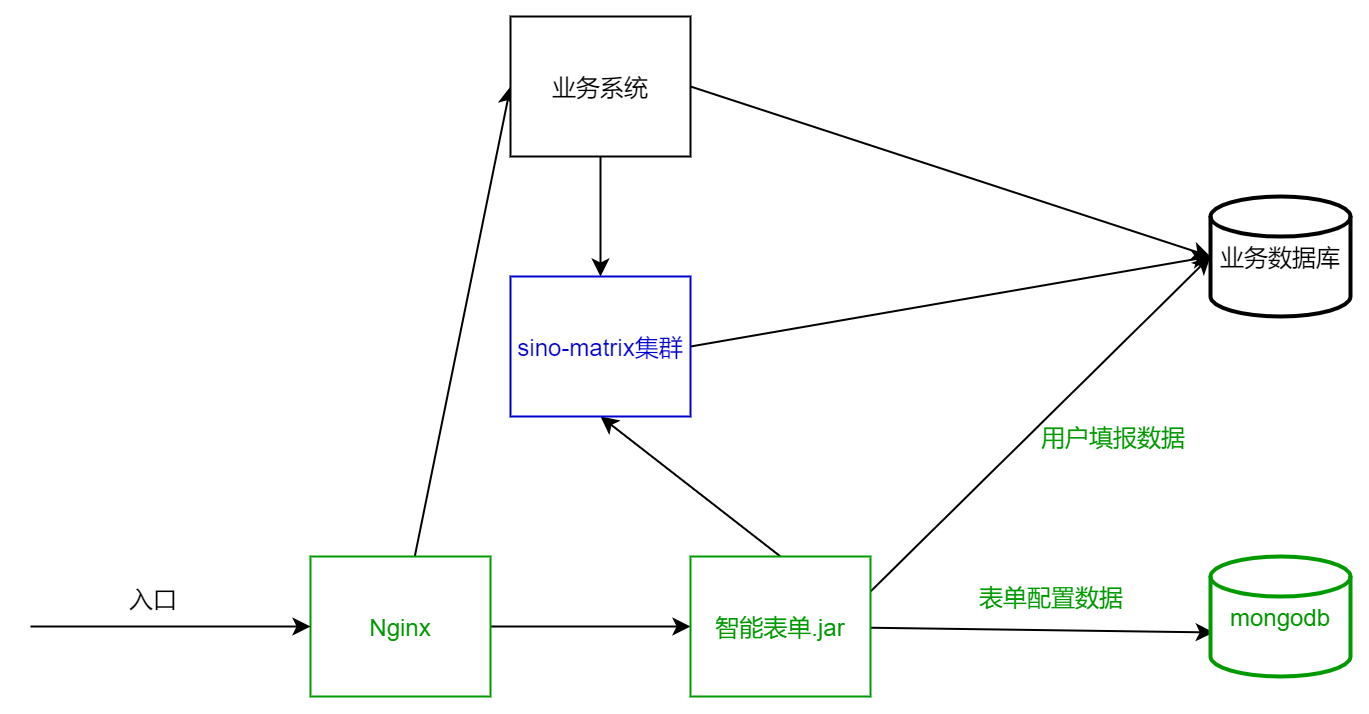 业务系统
业务数据库
sino-matrix集群
用户填报数据
入口
表单配置数据
Nginx
智能表单.jar
mongodb